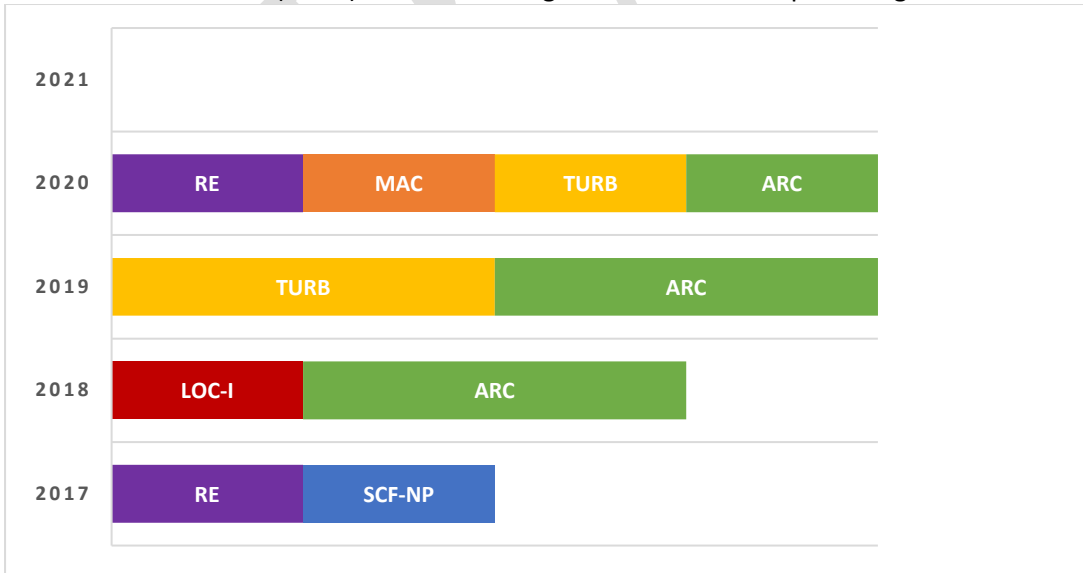 2021
2020 RE MAC TURB ARC
2019 TURB ARC
2018 LOC-I ARC
2017 RE SCF-NP